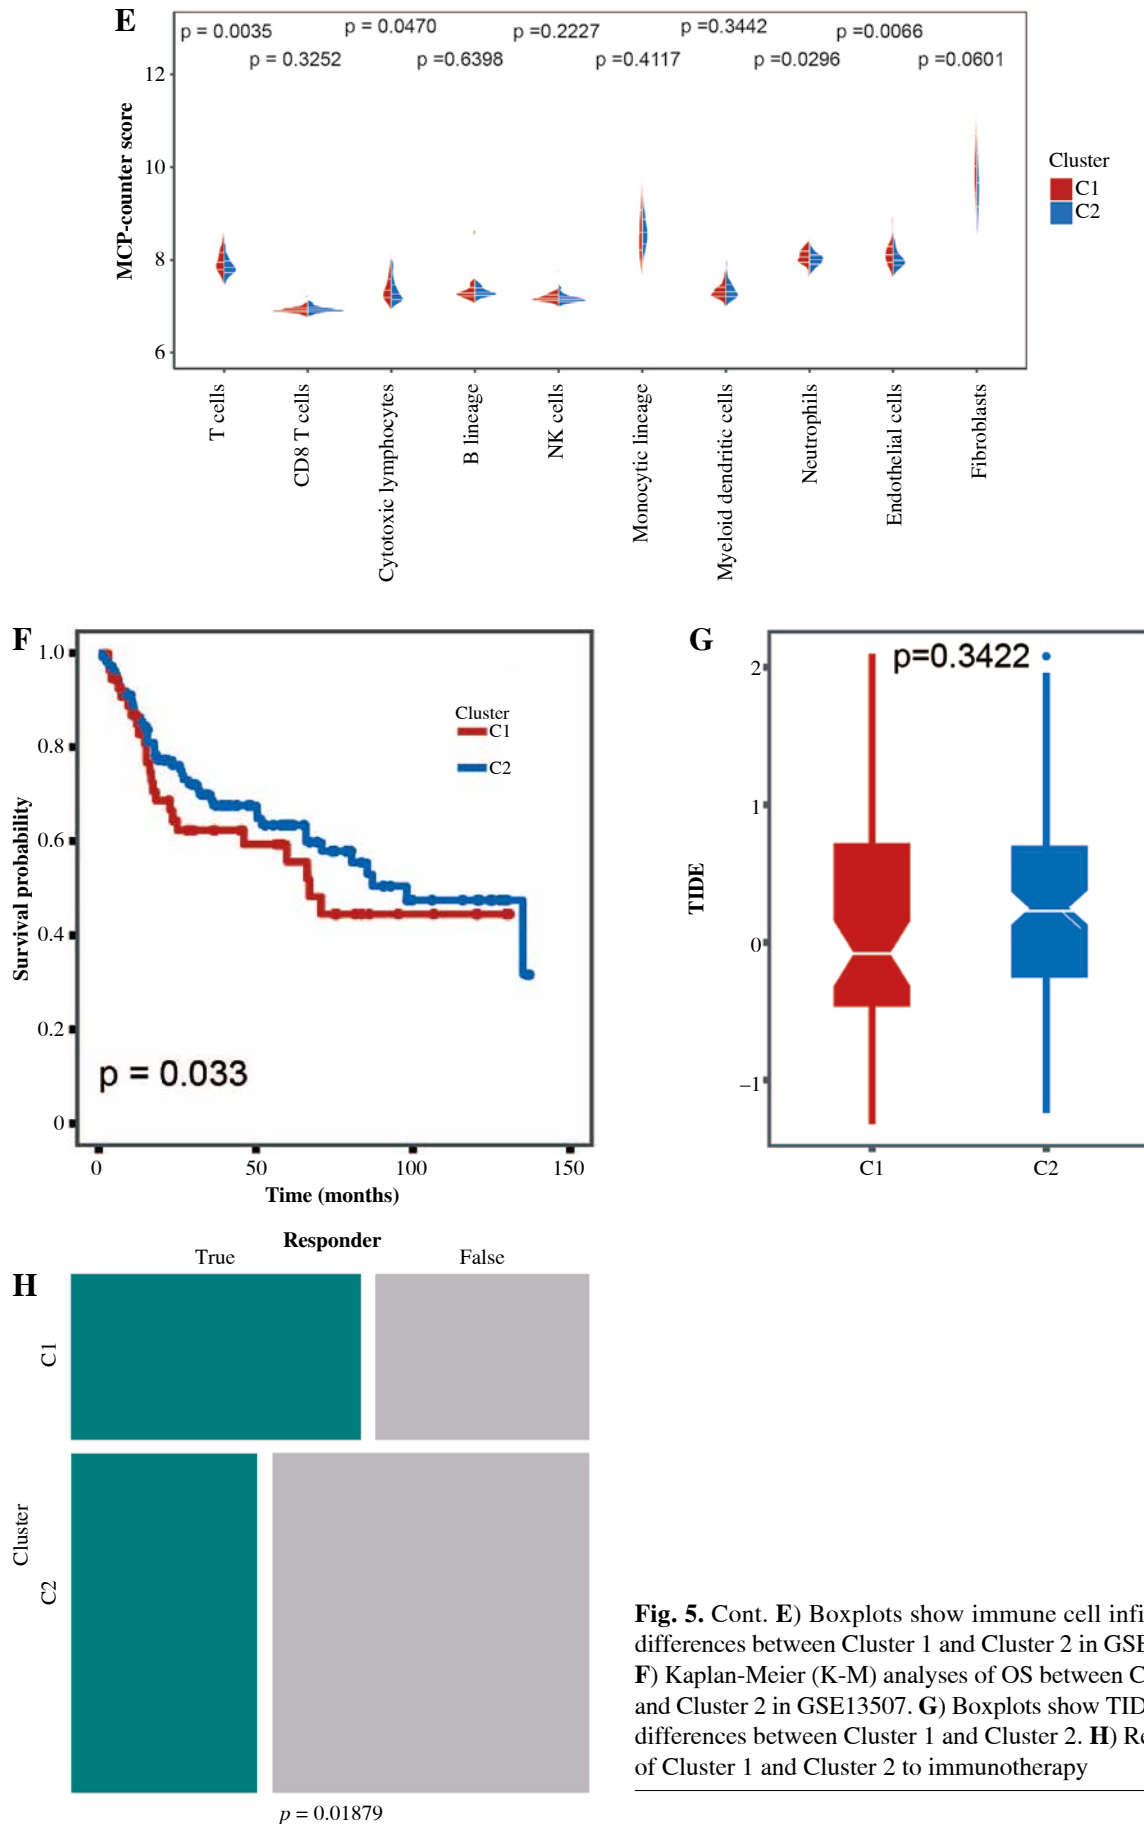 E
p = 0.0035
p = 0.0470
p =0.2227
p =0.3442
p =0.0066
p = 0.3252
p =0.6398
p =0.4117
p =0.0296
p =0.0601
12
10
8
6
MCP-counter score
Cluster
C1
C2
T cells
CD8 T cells
Cytotoxic lymphocytes
B lineage
NK cells
Monocytic lineage
Myeloid dendritic cells
Neutrophils
Endothelial cells
Fibroblasts
F
1.0
0.8
0.6
0.4
0.2
0
Survival probability
Cluster
C1
C2
p = 0.033
0
50
100
150
Time (months)
G
p=0.3422
2
1
0
–1
TIDE
C1
C2
Responder
True
False
H
C1
Cluster
C2
p = 0.01879
Fig. 5. Cont. E) Boxplots show immune cell infi
differences between Cluster 1 and Cluster 2 in GSE
F) Kaplan-Meier (K-M) analyses of OS between C
and Cluster 2 in GSE13507. G) Boxplots show TID
differences between Cluster 1 and Cluster 2. H) Re
of Cluster 1 and Cluster 2 to immunotherapy